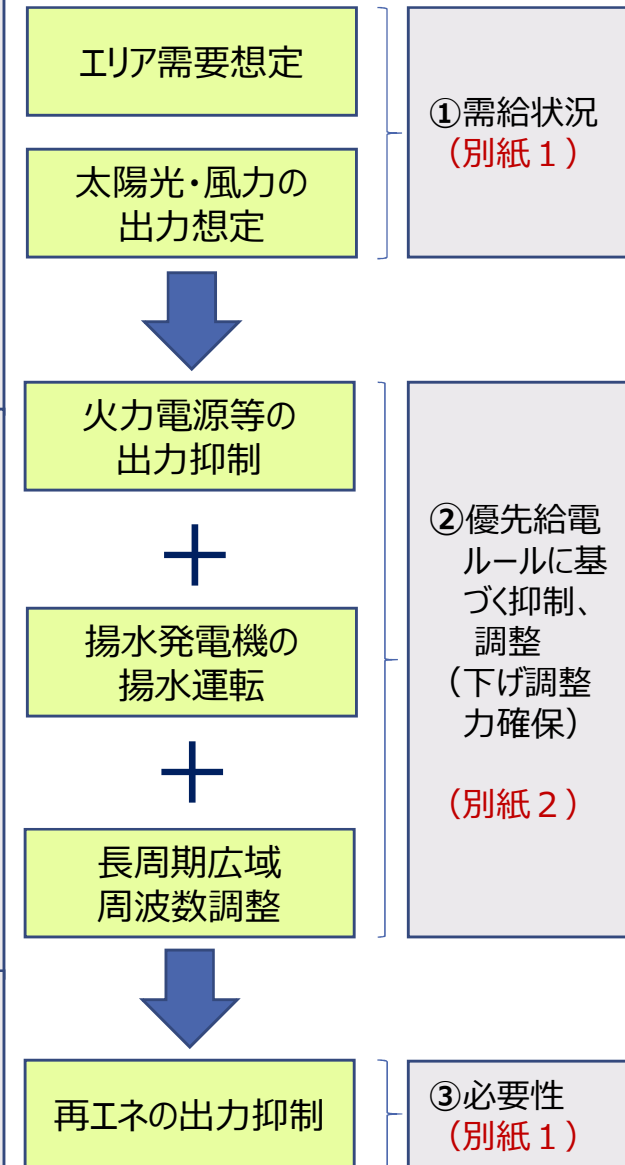 エリア需要想定
太陽光・風力の
出力想定
①需給状況
（別紙１）
火力電源等の
出力抑制
＋
揚水発電機の
揚水運転
＋
長周期広域
周波数調整
②優先給電
ルールに基
づく抑制、
調整
（下げ調整
力確保）
（別紙２）
再エネの出力抑制
③必要性
（別紙１）